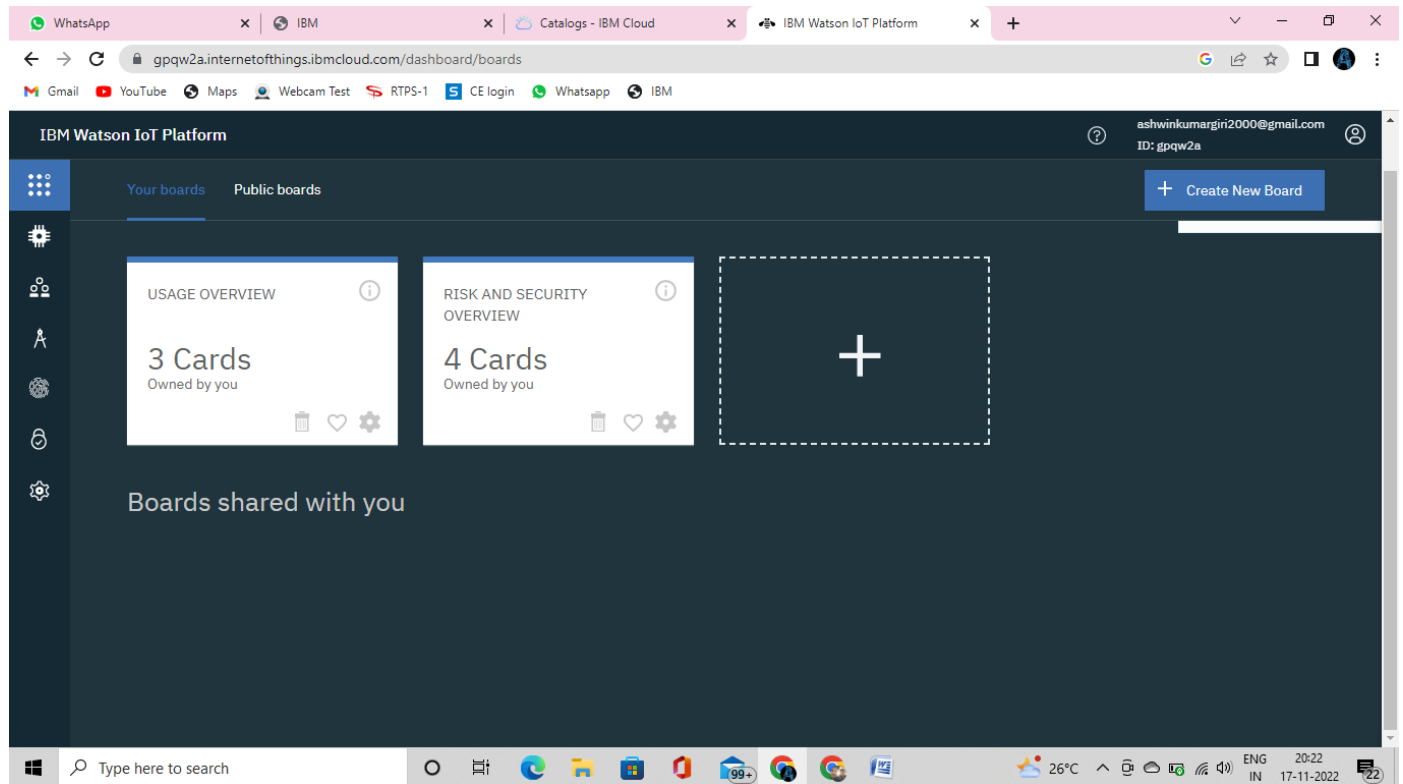 WhatsApp
IBM
Catalogs - IBM Cloud
IBM Watson IoT Platform
gpqw2a.internetofthings.ibmcloud.com/dashboard/boards
Gmail YouTube Maps Webcam Test RTPS-1 CE login Whatsapp IBM
IBM Watson IoT Platform
ashwinkumargiri2000@gmail.com
ID: gpqw2a
Your boards Public boards
+ Create New Board
USAGE OVERVIEW
3 Cards
Owned by you
RISK AND SECURITY
OVERVIEW
4 Cards
Owned by you
Boards shared with you
Type here to search
99+
26°C
ENG
IN
20:22
17-11-2022
22